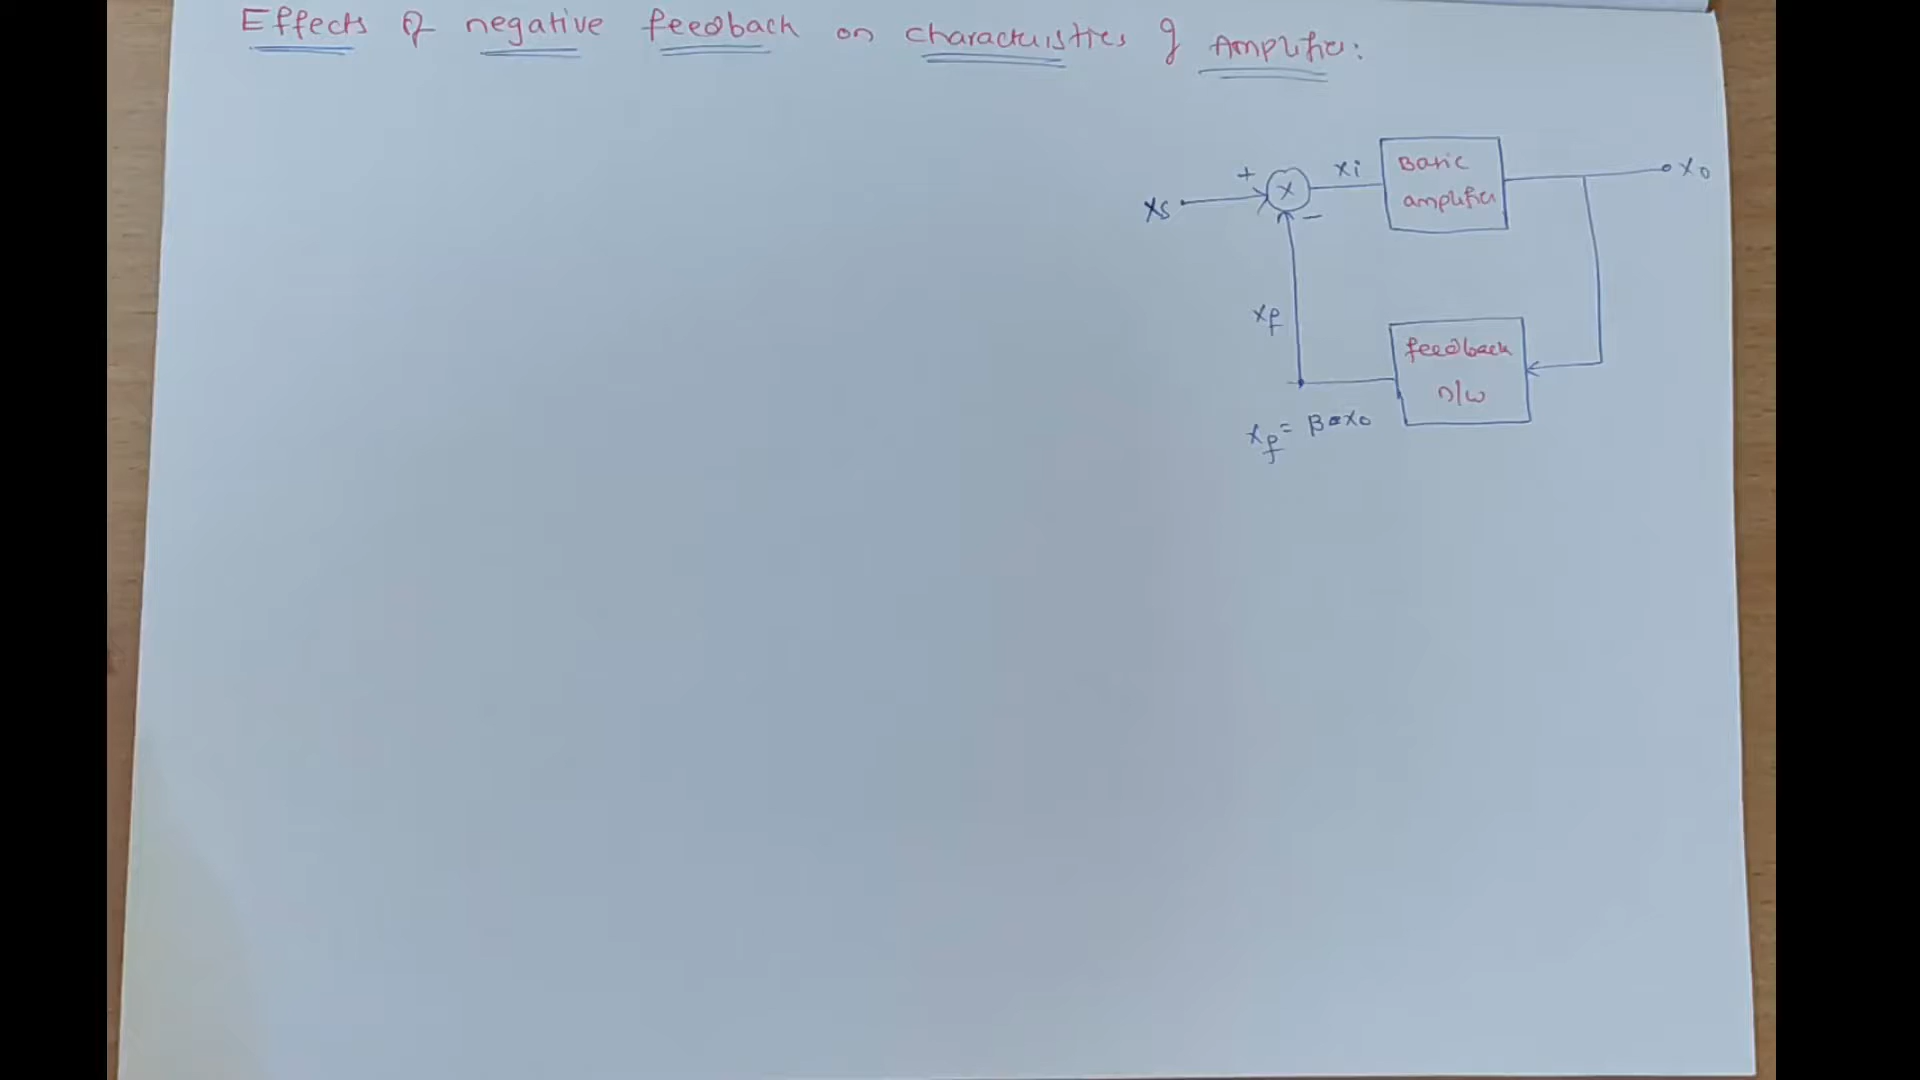 Effects of negative feedback on characteristics of Amplifier:
+ xi Basic amplifier xo
xs x −
xf feedback n/w
xf = β xo